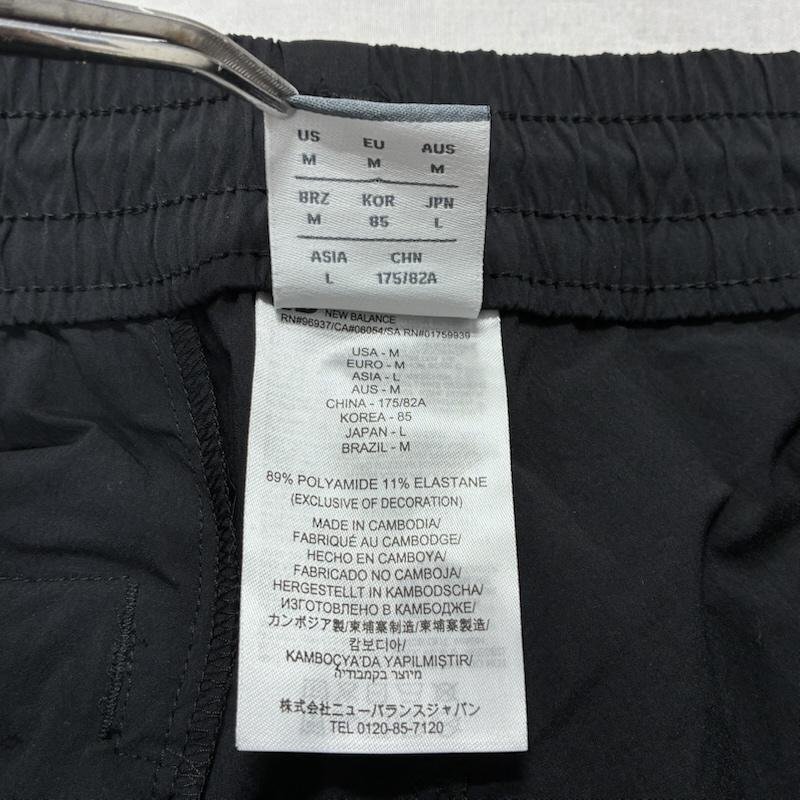 US EU AUS
M M M
BRZ KOR JPN
M 85 L
ASIA CHN
L 175/82A
NEW BALANCE
RN#96937/CA#06054/SA RN#01759939
USA - M
EURO - M
ASIA - L
AUS - M
CHINA - 175/82A
KOREA - 85
JAPAN - L
BRAZIL - M
89% POLYAMIDE 11% ELASTANE
(EXCLUSIVE OF DECORATION)
MADE IN CAMBODIA/
FABRIQUÉ AU CAMBODGE/
HECHO EN CAMBOYA/
FABRICADO NO CAMBOJA/
HERGESTELLT IN KAMBODSCHA/
ИЗГОТОВЛЕНО В КАМБОДЖЕ/
カンボジア製/柬埔寨制造/柬埔寨製造/
캄보디아/
KAMBOÇYA'DA YAPILMIŞTIR/
מיוצר בקמבודיה
株式会社ニューバランスジャパン
TEL 0120-85-7120